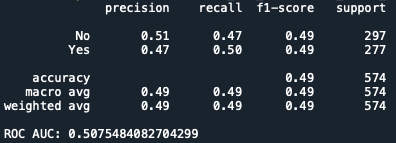 precision recall f1-score support
No 0.51 0.47 0.49 297
Yes 0.47 0.50 0.49 277
accuracy 0.49 574
macro avg 0.49 0.49 0.49 574
weighted avg 0.49 0.49 0.49 574
ROC AUC: 0.5075484082704299